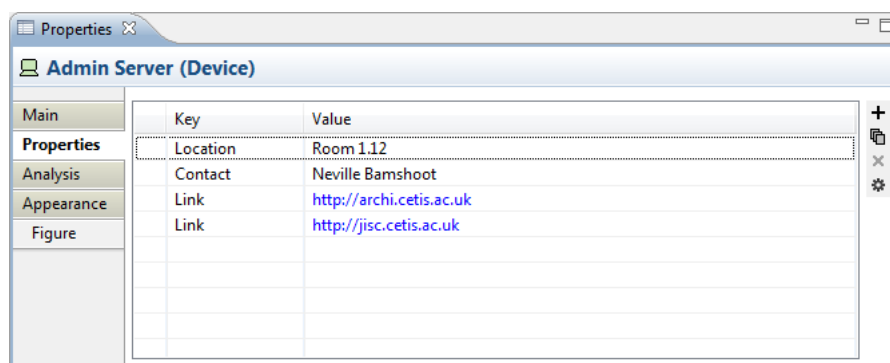 Properties
Admin Server (Device)
Main
Properties
Analysis
Appearance
Figure
Key Value
Location Room 1.12
Contact Neville Bamshoot
Link http://archi.cetis.ac.uk
Link http://jisc.cetis.ac.uk